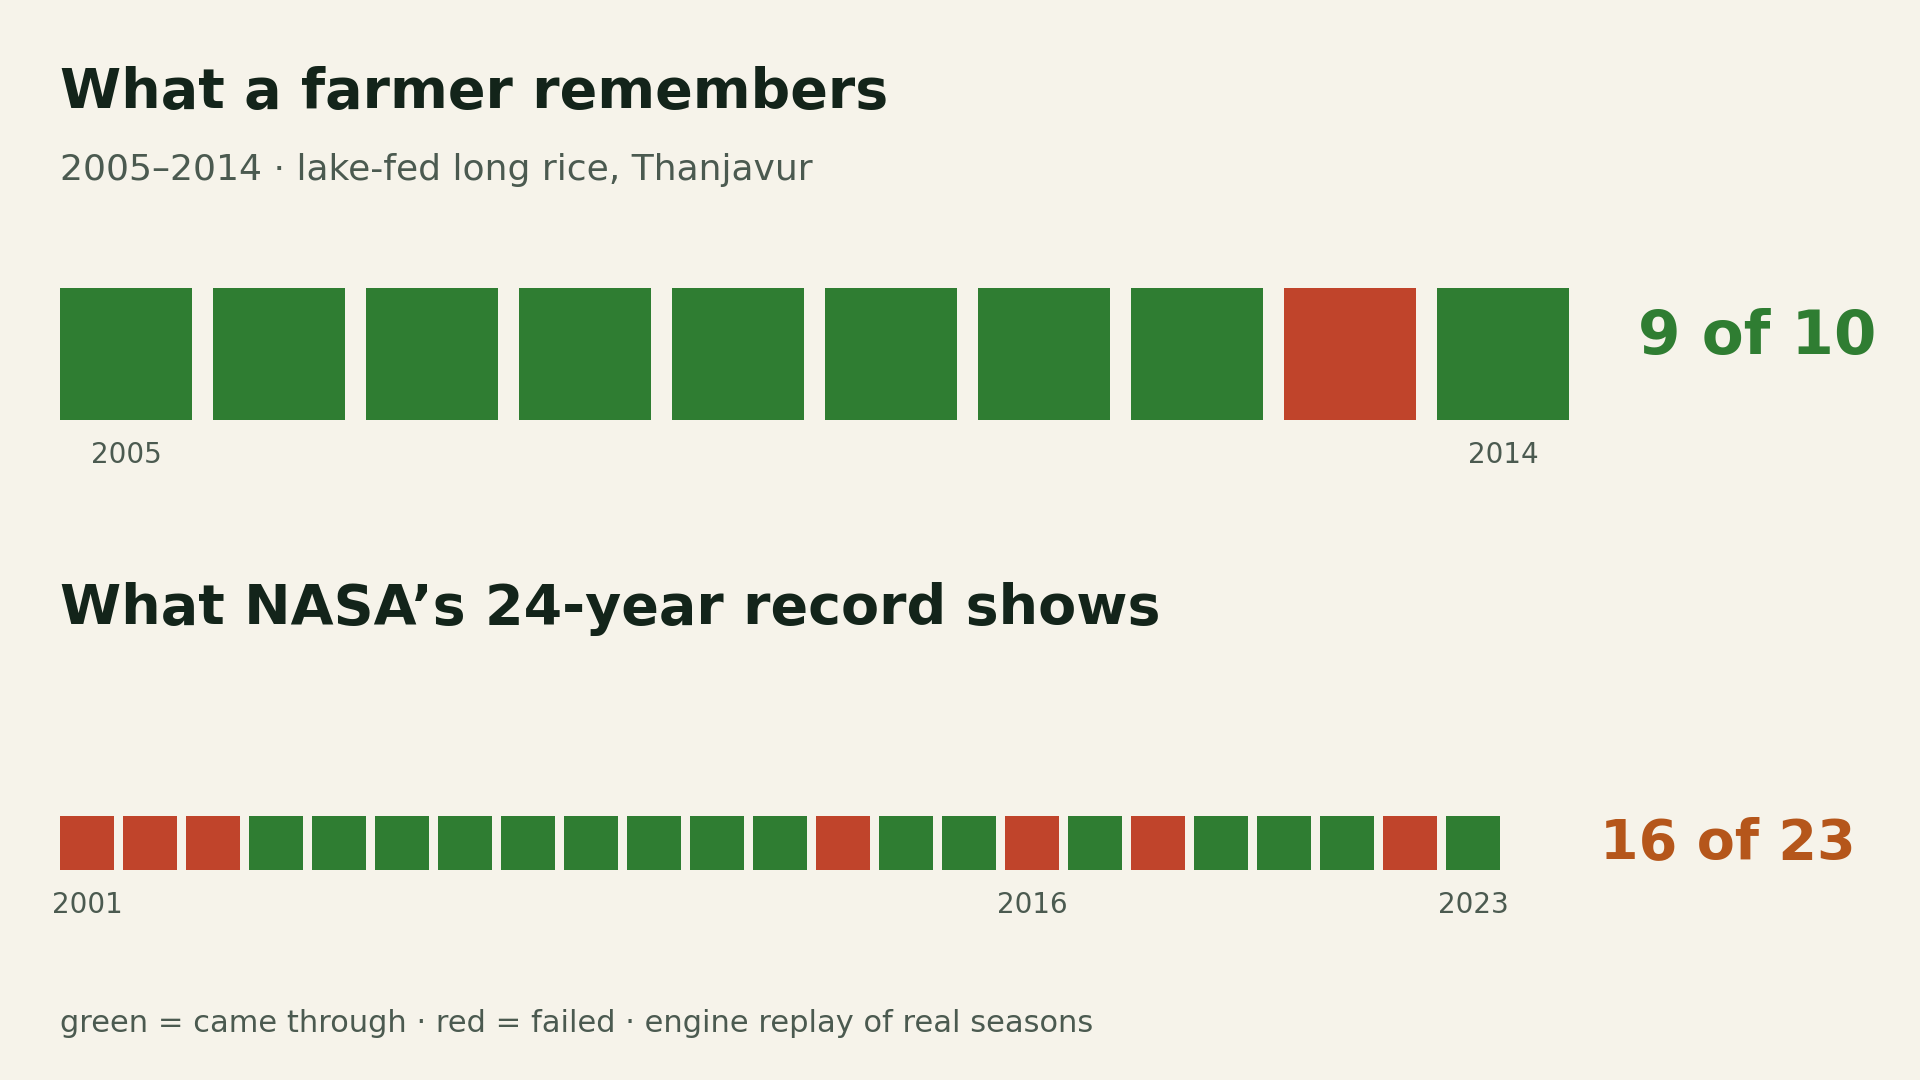 What a farmer remembers
2005–2014 · lake-fed long rice, Thanjavur
9 of 10
2005
2014
What NASA’s 24-year record shows
16 of 23
2001
2016
2023
green = came through · red = failed · engine replay of real seasons